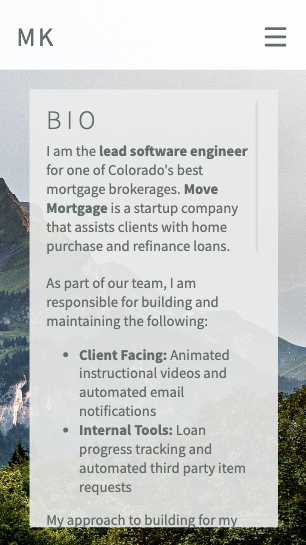 MK
BIO
I am the lead software engineer
for one of Colorado's best
mortgage brokerages. Move
Mortgage is a startup company
that assists clients with home
purchase and refinance loans.
As part of our team, I am
responsible for building and
maintaining the following:
• Client Facing: Animated
instructional videos and
automated email
notifications
• Internal Tools: Loan
progress tracking and
automated third party item
requests
My approach to building for my